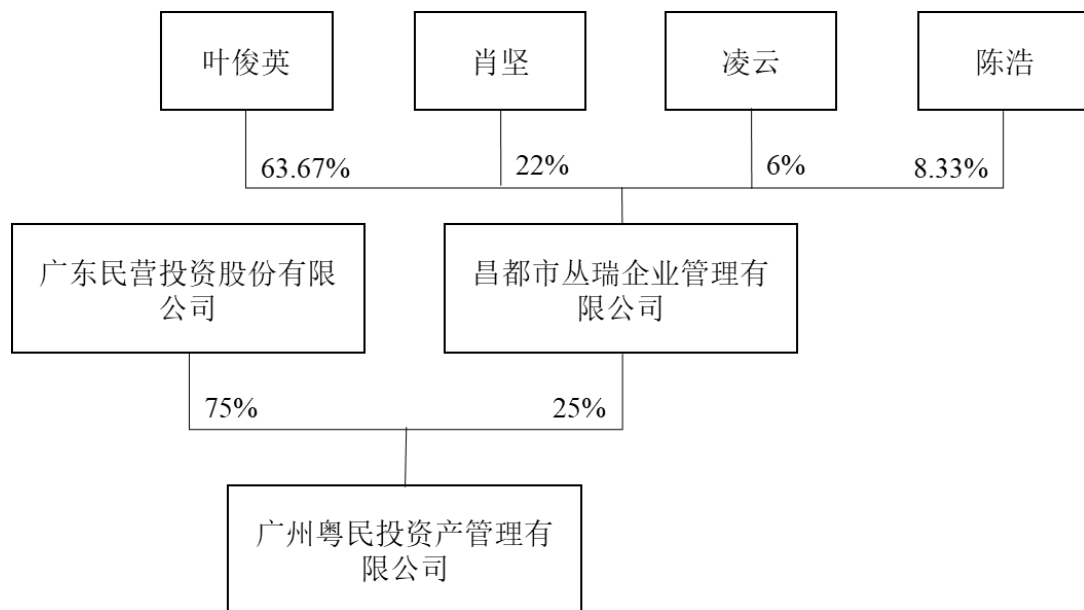 叶俊英
肖坚
凌云
陈浩
63.67%
22%
6%
8.33%
广东民营投资股份有限
公司
昌都市丛瑞企业管理有
限公司
75%
25%
广州粤民投资产管理有
限公司